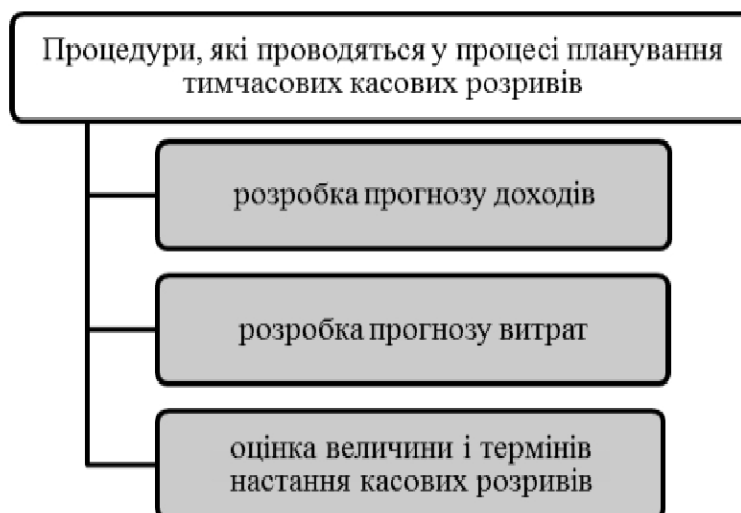 Процедури, які проводяться у процесі планування
тимчасових касових розривів
розробка прогнозу доходів
розробка прогнозу витрат
оцінка величини і термінів
настання касових розривів